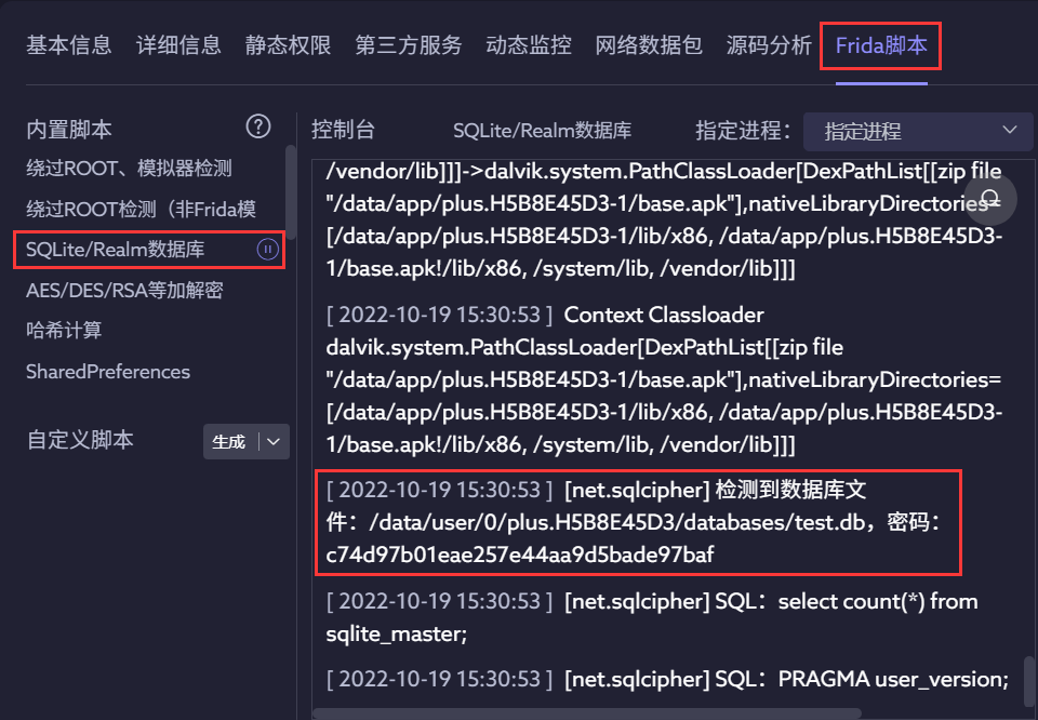 基本信息 详细信息 静态权限 第三方服务 动态监控 网络数据包 源码分析 Frida脚本
内置脚本
绕过ROOT、模拟器检测
绕过ROOT检测（非Frida模
SQLite/Realm数据库
AES/DES/RSA等加解密
哈希计算
SharedPreferences
自定义脚本 生成
控制台 SQLite/Realm数据库 指定进程： 指定进程
/vendor/lib]]]->dalvik.system.PathClassLoader[DexPathList[[zip file
"/data/app/plus.H5B8E45D3-1/base.apk"],nativeLibraryDirectories=
[/data/app/plus.H5B8E45D3-1/lib/x86, /data/app/plus.H5B8E45D3-
1/base.apk!/lib/x86, /system/lib, /vendor/lib]]]
[ 2022-10-19 15:30:53 ] Context Classloader
dalvik.system.PathClassLoader[DexPathList[[zip file
"/data/app/plus.H5B8E45D3-1/base.apk"],nativeLibraryDirectories=
[/data/app/plus.H5B8E45D3-1/lib/x86, /data/app/plus.H5B8E45D3-
1/base.apk!/lib/x86, /system/lib, /vendor/lib]]]
[ 2022-10-19 15:30:53 ] [net.sqlcipher] 检测到数据库文
件：/data/user/0/plus.H5B8E45D3/databases/test.db，密码：
c74d97b01eae257e44aa9d5bade97baf
[ 2022-10-19 15:30:53 ] [net.sqlcipher] SQL：select count(*) from
sqlite_master;
[ 2022-10-19 15:30:53 ] [net.sqlcipher] SQL：PRAGMA user_version;